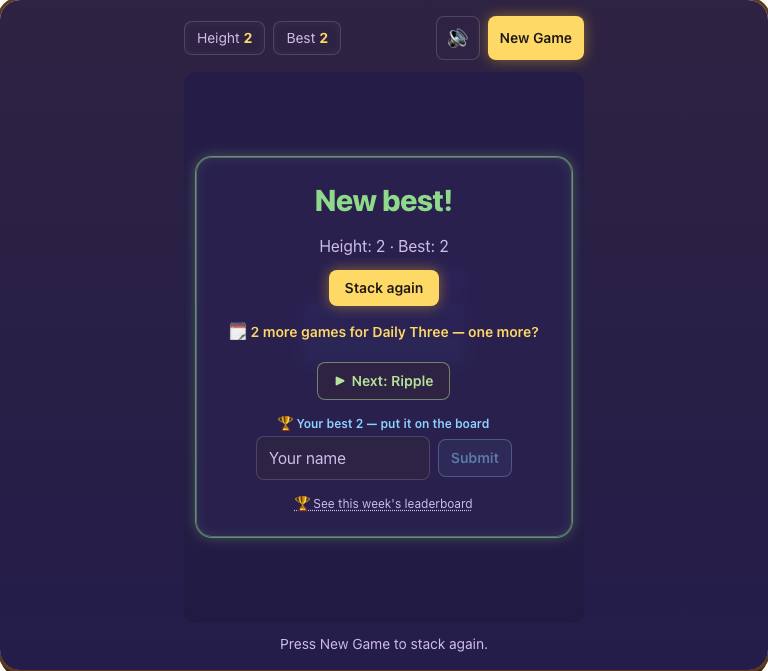 Height 2 Best 2 New Game
New best!
Height: 2 · Best: 2
Stack again
2 more games for Daily Three — one more?
Next: Ripple
Your best 2 — put it on the board
Your name Submit
See this week's leaderboard
Press New Game to stack again.